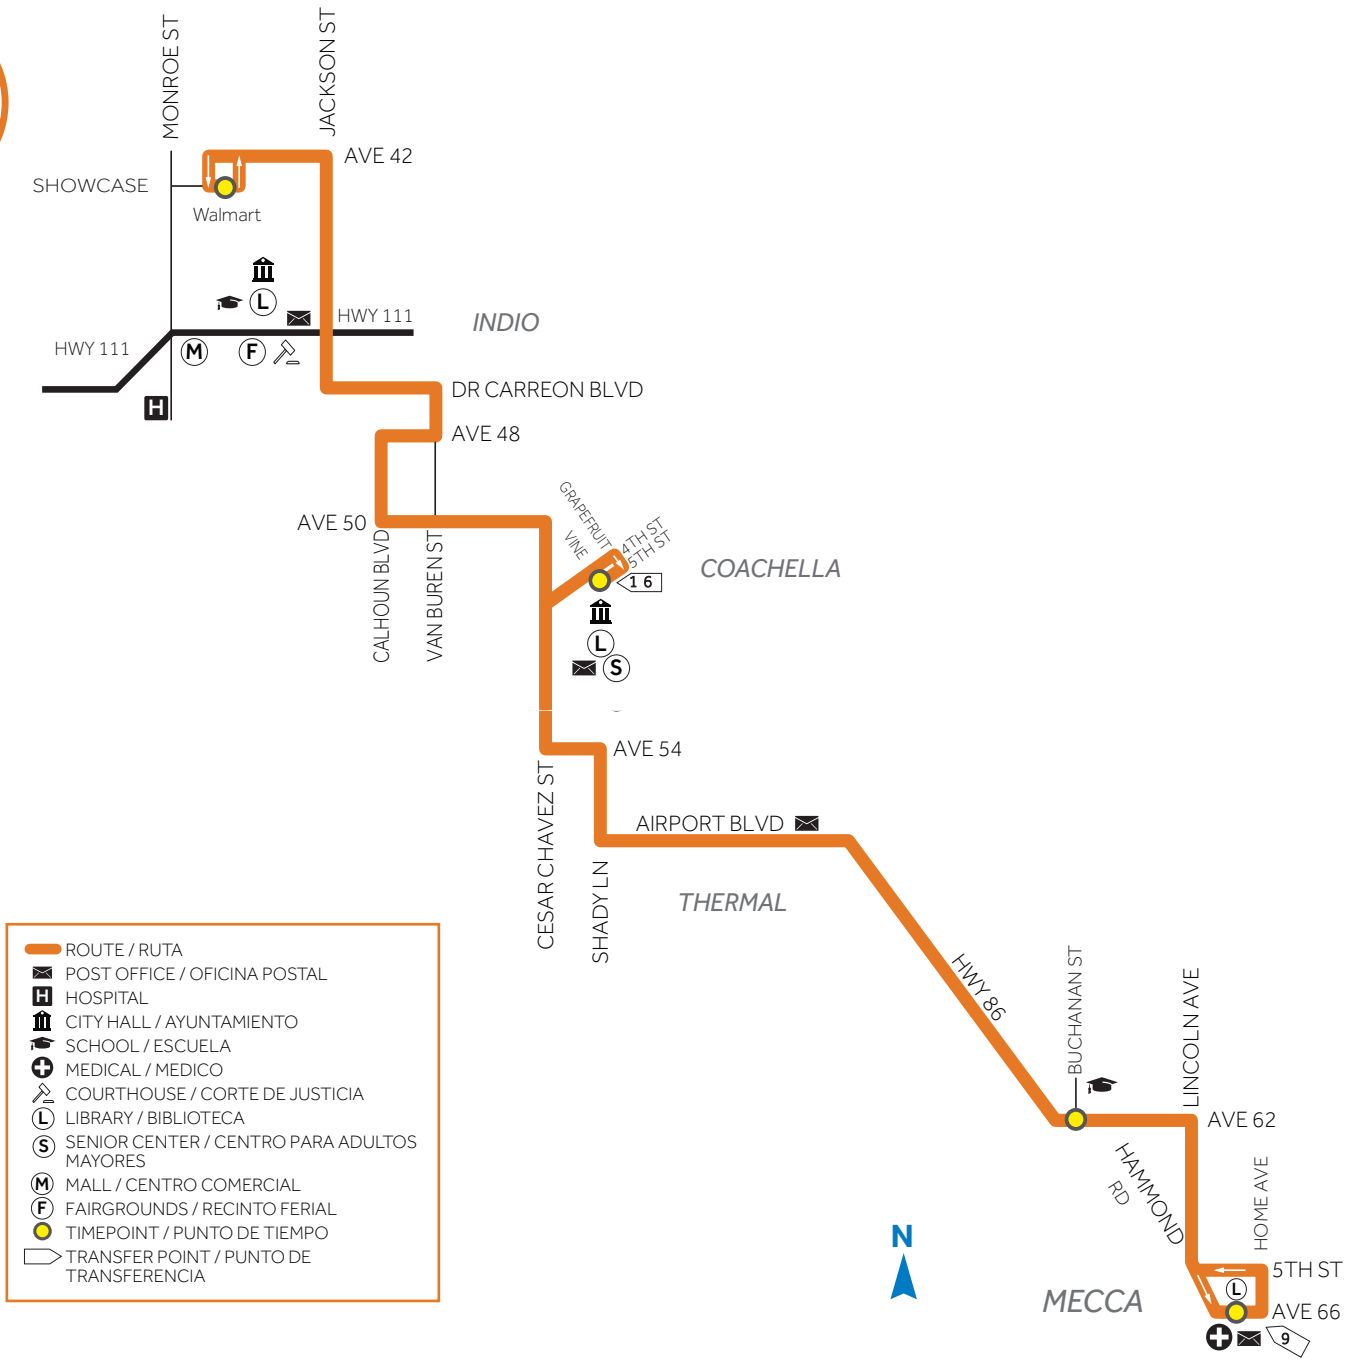 MONROE ST
JACKSON ST
AVE 42
SHOWCASE
Walmart
L
HWY 111
INDIO
HWY 111
M
F
H
DR CARREON BLVD
AVE 48
AVE 50
CALHOUN BLVD
VAN BUREN ST
GRAPEFRUIT
VINE
4TH ST
5TH ST
COACHELLA
1 6
L
S
AVE 54
CESAR CHAVEZ ST
SHADY LN
AIRPORT BLVD
THERMAL
HWY 86
BUCHANAN ST
LINCOLN AVE
AVE 62
HAMMOND
RD
HOME AVE
5TH ST
L
AVE 66
MECCA
9
N
ROUTE / RUTA
POST OFFICE / OFICINA POSTAL
H HOSPITAL
CITY HALL / AYUNTAMIENTO
SCHOOL / ESCUELA
MEDICAL / MEDICO
COURTHOUSE / CORTE DE JUSTICIA
L LIBRARY / BIBLIOTECA
S SENIOR CENTER / CENTRO PARA ADULTOS
MAYORES
M MALL / CENTRO COMERCIAL
F FAIRGROUNDS / RECINTO FERIAL
TIMEPOINT / PUNTO DE TIEMPO
TRANSFER POINT / PUNTO DE
TRANSFERENCIA